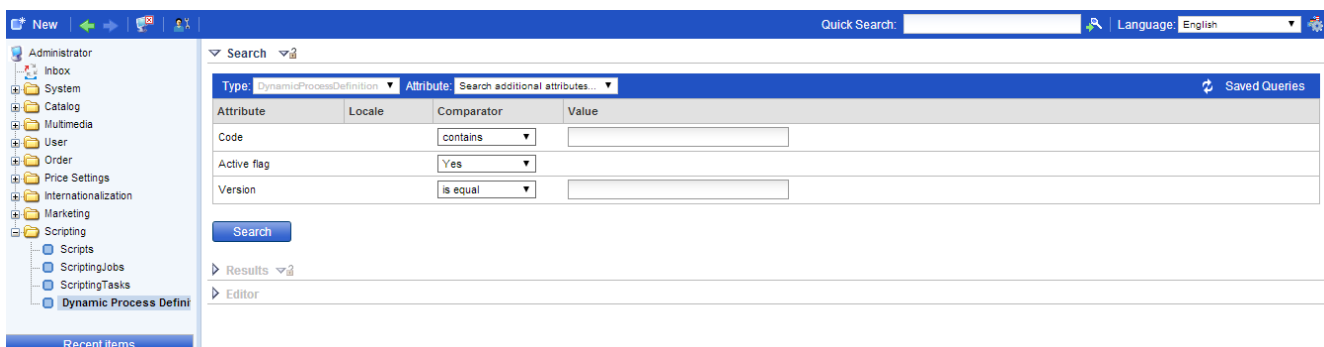 New Quick Search: Language: English
Administrator
Inbox
System
Catalog
Multimedia
User
Order
Price Settings
Internationalization
Marketing
Scripting
Scripts
ScriptingJobs
ScriptingTasks
Dynamic Process Defini
Recent items
Search
Type: DynamicProcessDefinition Attribute: Search additional attributes... Saved Queries
Attribute Locale Comparator Value
Code contains
Active flag Yes
Version is equal
Search
Results
Editor